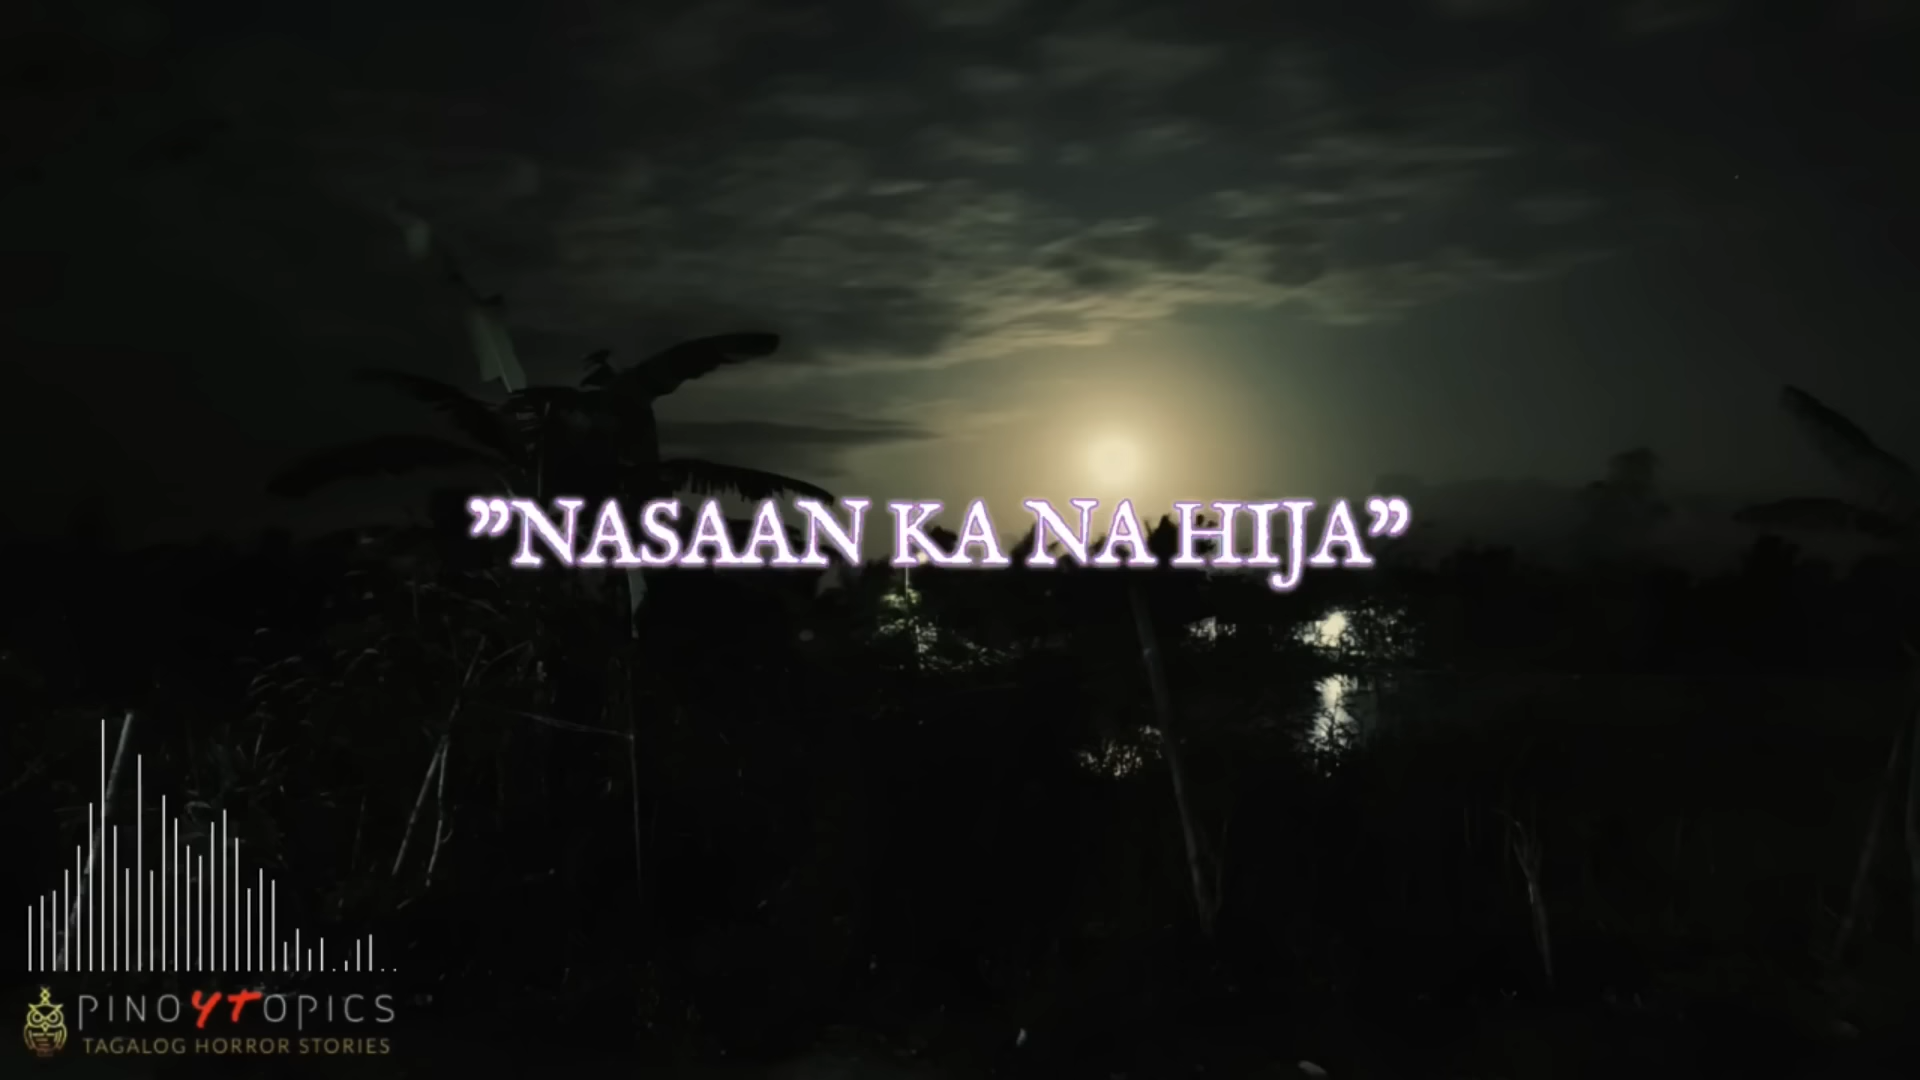 ”NASAAN KA NA HIJA”
PINOYTOPICS
TAGALOG HORROR STORIES